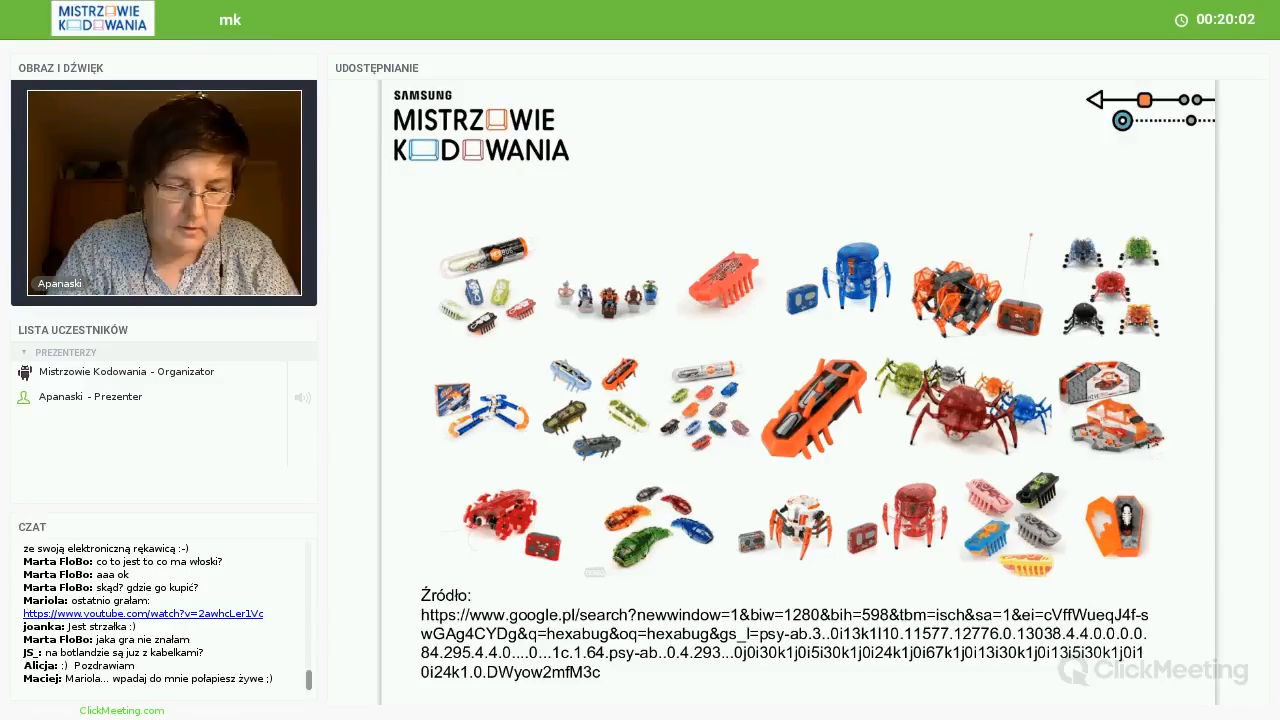 MISTRZOWIE
KODOWANIA
mk
00:20:02
OBRAZ I DŹWIĘK
Apanaski
LISTA UCZESTNIKÓW
PREZENTERZY
Mistrzowie Kodowania - Organizator
Apanaski - Prezenter
CZAT
ze swoją elektroniczną rękawicą :-)
Marta FloBo: co to jest to co ma włoski?
Marta FloBo: aaa ok
Marta FloBo: skąd? gdzie go kupić?
Mariola: ostatnio grałam:
https://www.youtube.com/watch?v=2awhcLer1Vc
joanka: Jest strzałka :)
Marta FloBo: jaka gra nie znałam
JS_: na botlandzie są juz z kabelkami?
Alicja: :) Pozdrawiam
Maciej: Mariola... wpadaj do mnie połapiesz żywe ;)
ClickMeeting.com
UDOSTĘPNIANIE
SAMSUNG
MISTRZOWIE
KODOWANIA
Źródło:
https://www.google.pl/search?newwindow=1&biw=1280&bih=598&tbm=isch&sa=1&ei=cVffWueqJ4f-s
wGAg4CYDg&q=hexabug&oq=hexabug&gs_l=psy-ab.3..0i13k1l10.11577.12776.0.13038.4.4.0.0.0.0.
84.295.4.4.0....0...1c.1.64.psy-ab..0.4.293...0j0i30k1j0i5i30k1j0i24k1j0i67k1j0i13i30k1j0i13i5i30k1j0i1
0i24k1.0.DWyow2mfM3c
ClickMeeting